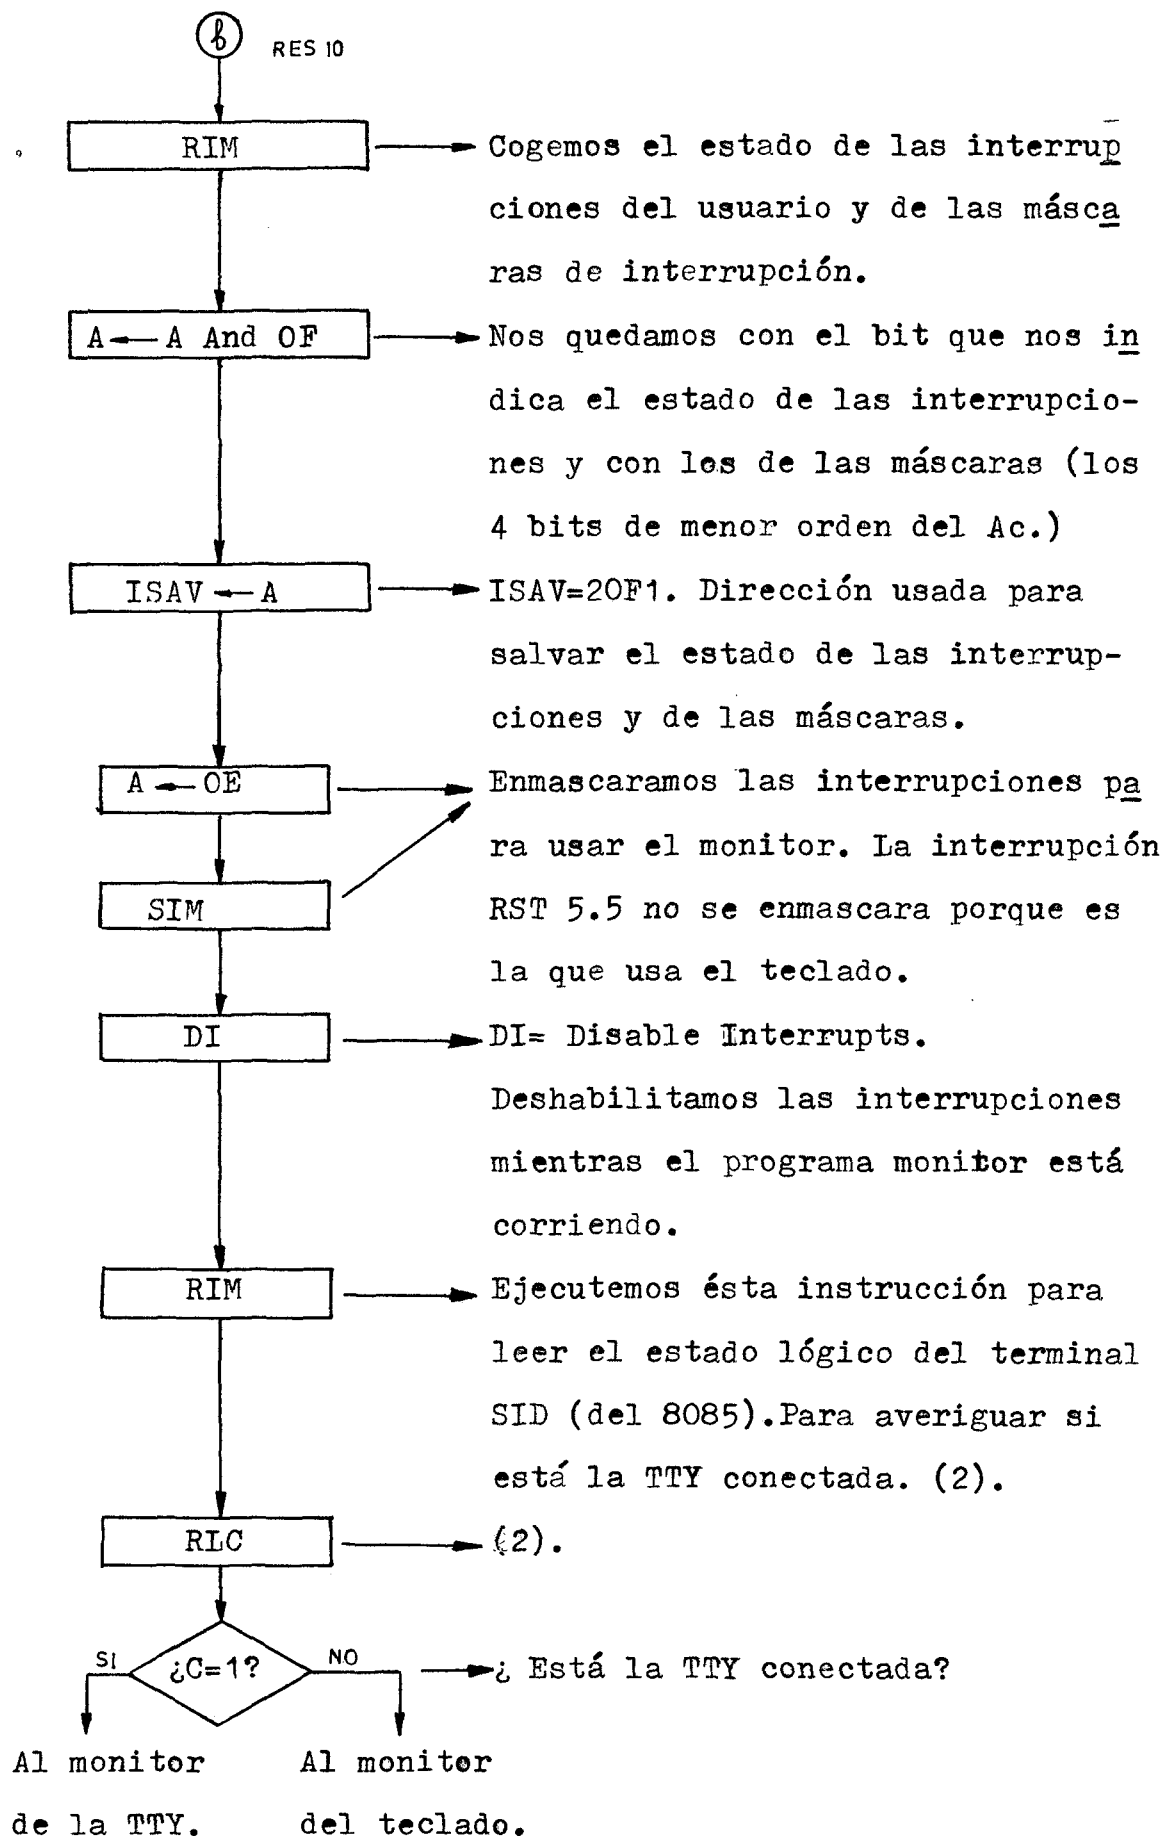 b RES 10
RIM Cogemos el estado de las interrup
ciones del usuario y de las másca
ras de interrupción.
A ← A And OF Nos quedamos con el bit que nos in
dica el estado de las interrupcio-
nes y con los de las máscaras (los
4 bits de menor orden del Ac.)
ISAV ← A ISAV=20F1. Dirección usada para
salvar el estado de las interrup-
ciones y de las máscaras.
A ← OE Enmascaramos las interrupciones pa
ra usar el monitor. La interrupción
SIM RST 5.5 no se enmascara porque es
la que usa el teclado.
DI DI= Disable Interrupts.
Deshabilitamos las interrupciones
mientras el programa monitor está
corriendo.
RIM Ejecutemos ésta instrucción para
leer el estado lógico del terminal
SID (del 8085).Para averiguar si
está la TTY conectada. (2).
RLC (2).
SI ¿C=1? NO ¿ Está la TTY conectada?
Al monitor Al monitor
de la TTY. del teclado.